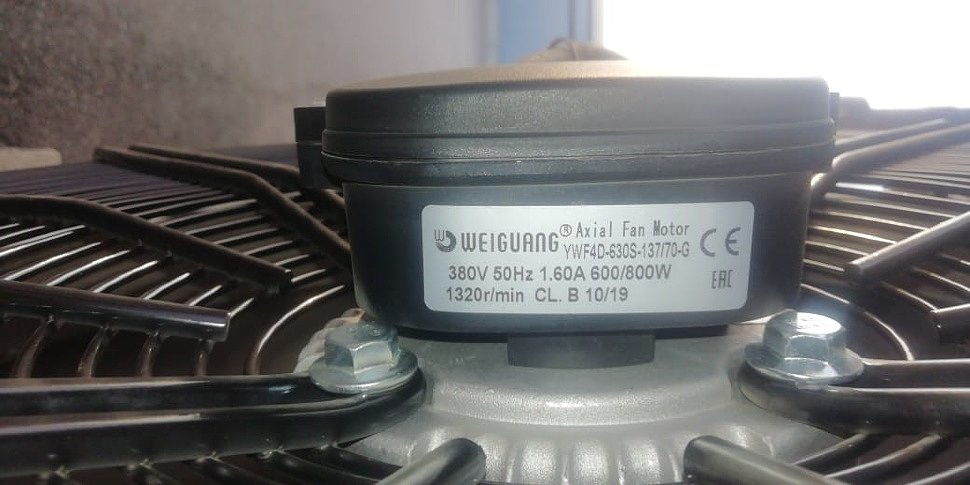 WEIGUANG® Axial Fan Motor
YWF4D-630S-137/70-G CE
380V 50Hz 1.60A 600/800W
1320r/min CL. B 10/19 EAC